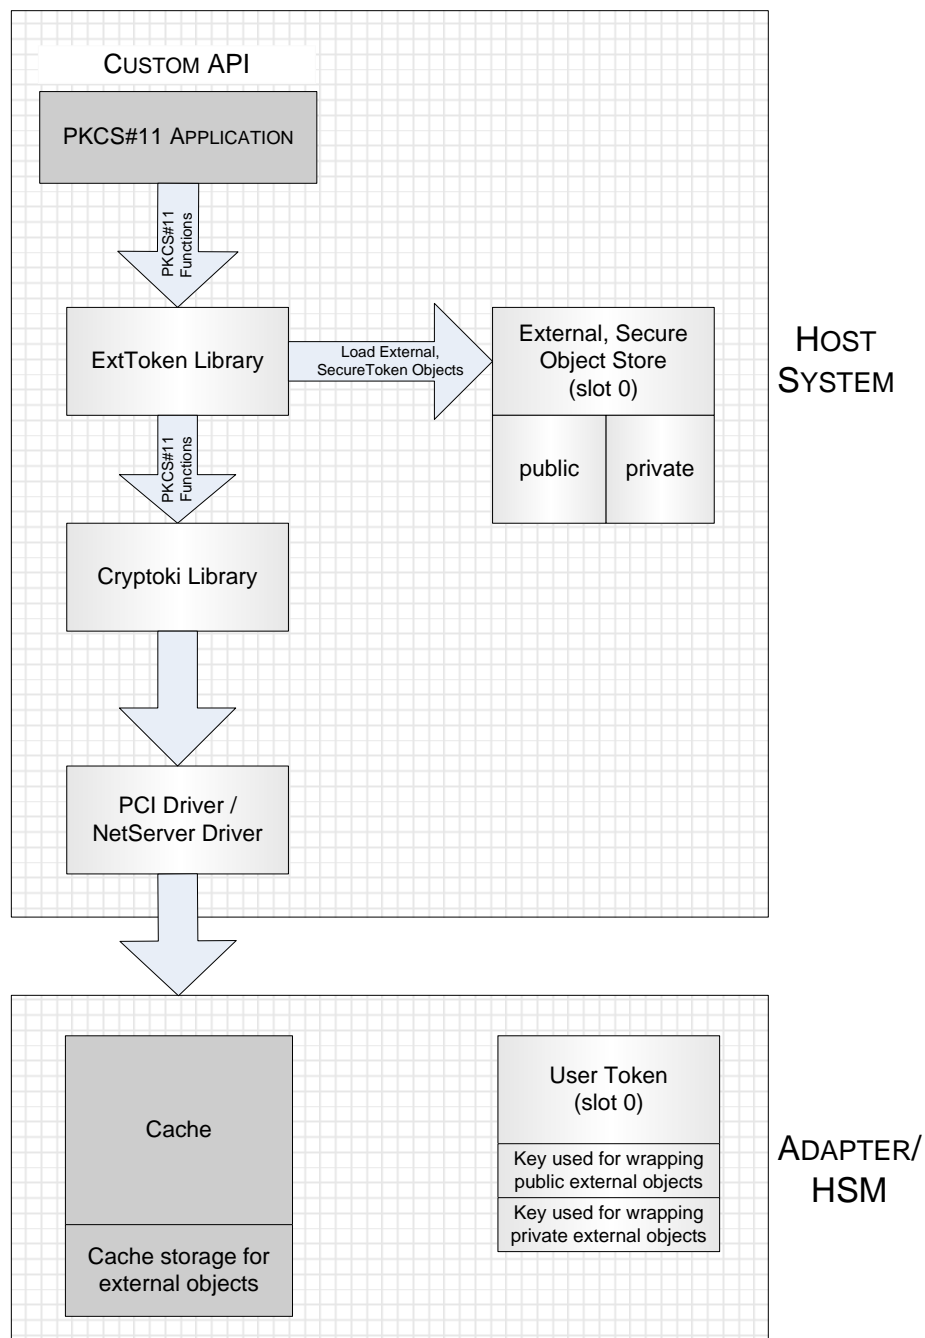 CUSTOM API
PKCS#11 APPLICATION
PKCS#11
Functions
ExtToken Library
Load External,
SecureToken Objects
External, Secure
Object Store
(slot 0)
public
private
HOST
SYSTEM
PKCS#11
Functions
Cryptoki Library
PCI Driver /
NetServer Driver
Cache
Cache storage for
external objects
User Token
(slot 0)
Key used for wrapping
public external objects
Key used for wrapping
private external objects
ADAPTER/
HSM